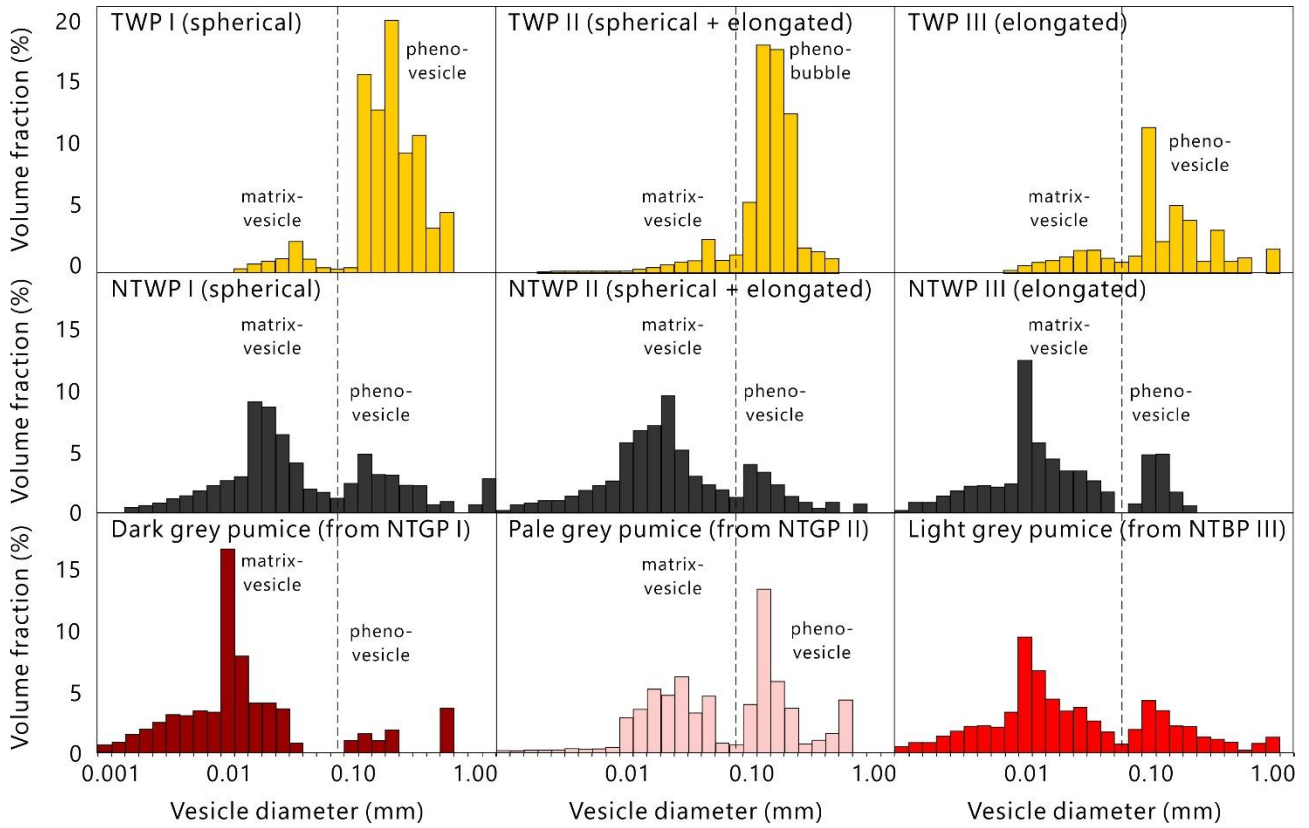 TWP I (spherical)
TWP II (spherical + elongated)
TWP III (elongated)
20
15
10
5
0
Volume fraction (%)
pheno-
vesicle
matrix-
vesicle
pheno-
bubble
matrix-
vesicle
pheno-
vesicle
matrix-
vesicle
NTWP I (spherical)
NTWP II (spherical + elongated)
NTWP III (elongated)
15
10
5
0
Volume fraction (%)
matrix-
vesicle
pheno-
vesicle
matrix-
vesicle
pheno-
vesicle
matrix-
vesicle
pheno-
vesicle
Dark grey pumice (from NTGP I)
Pale grey pumice (from NTGP II)
Light grey pumice (from NTBP III)
15
10
5
0
Volume fraction (%)
matrix-
vesicle
pheno-
vesicle
matrix-
vesicle
pheno-
vesicle
0.001 0.01 0.10 1.00
0.01 0.10 1.00
0.01 0.10 1.00
Vesicle diameter (mm)
Vesicle diameter (mm)
Vesicle diameter (mm)